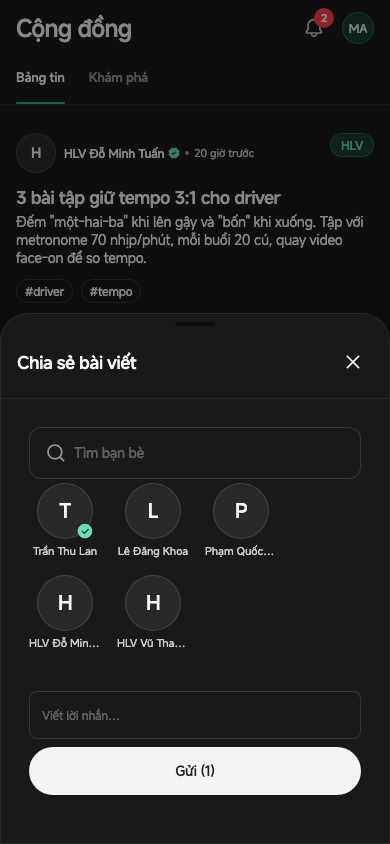 Cộng đồng
2
MA
Bảng tin
Khám phá
H
HLV Đỗ Minh Tuấn • 20 giờ trước
HLV
3 bài tập giữ tempo 3:1 cho driver
Đếm "một-hai-ba" khi lên gậy và "bốn" khi xuống. Tập với
metronome 70 nhịp/phút, mỗi buổi 20 cú, quay video
face-on để so tempo.
#driver
#tempo
Chia sẻ bài viết
Tìm bạn bè
T
L
P
Trần Thu Lan
Lê Đăng Khoa
Phạm Quốc...
H
H
HLV Đỗ Min...
HLV Vũ Tha...
Viết lời nhắn...
Gửi (1)